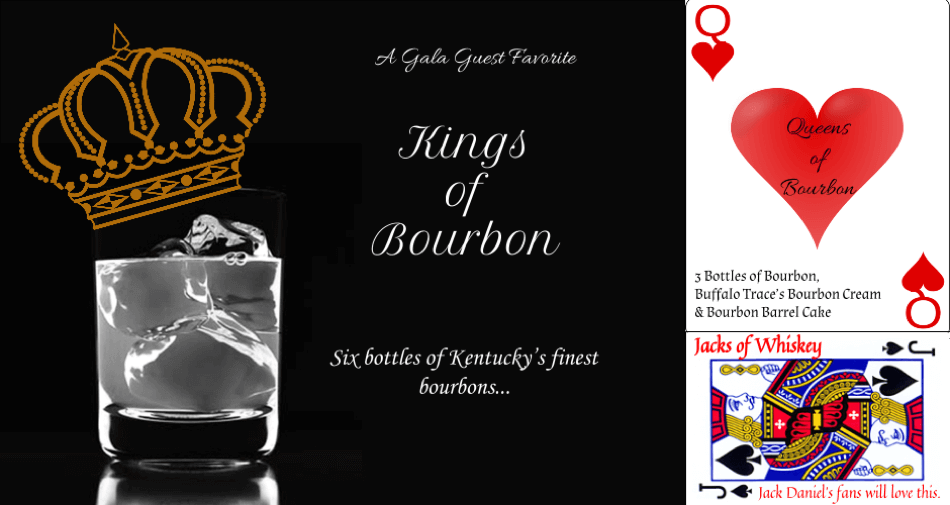 A Gala Guest Favorite
Kings
of
Bourbon
Six bottles of Kentucky's finest
bourbons...
Q
Queens
of
Bourbon
3 Bottles of Bourbon,
Buffalo Trace's Bourbon Cream
& Bourbon Barrel Cake
Q
Jacks of Whiskey
J
J
Jack Daniel's fans will love this.